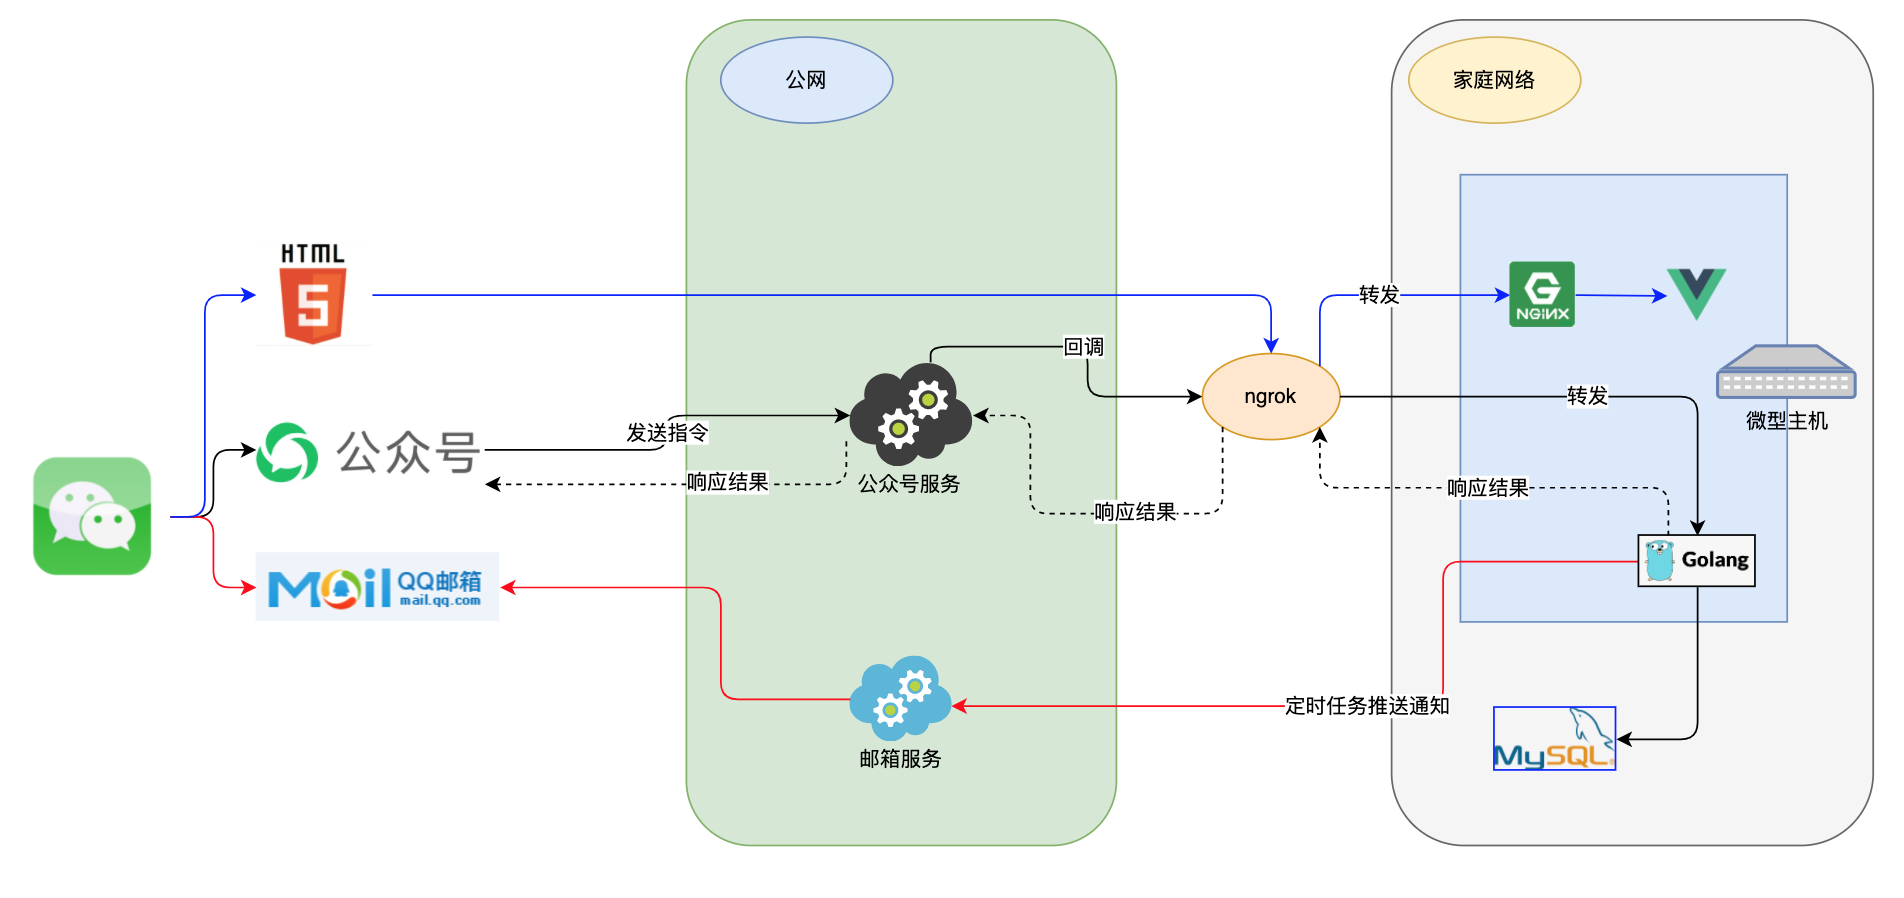 公网
家庭网络
HTML
5
转发
NGiNX
回调
ngrok
转发
微型主机
公众号
发送指令
响应结果
公众号服务
响应结果
响应结果
Golang
Mail QQ邮箱
mail.qq.com
定时任务推送通知
邮箱服务
MySQL